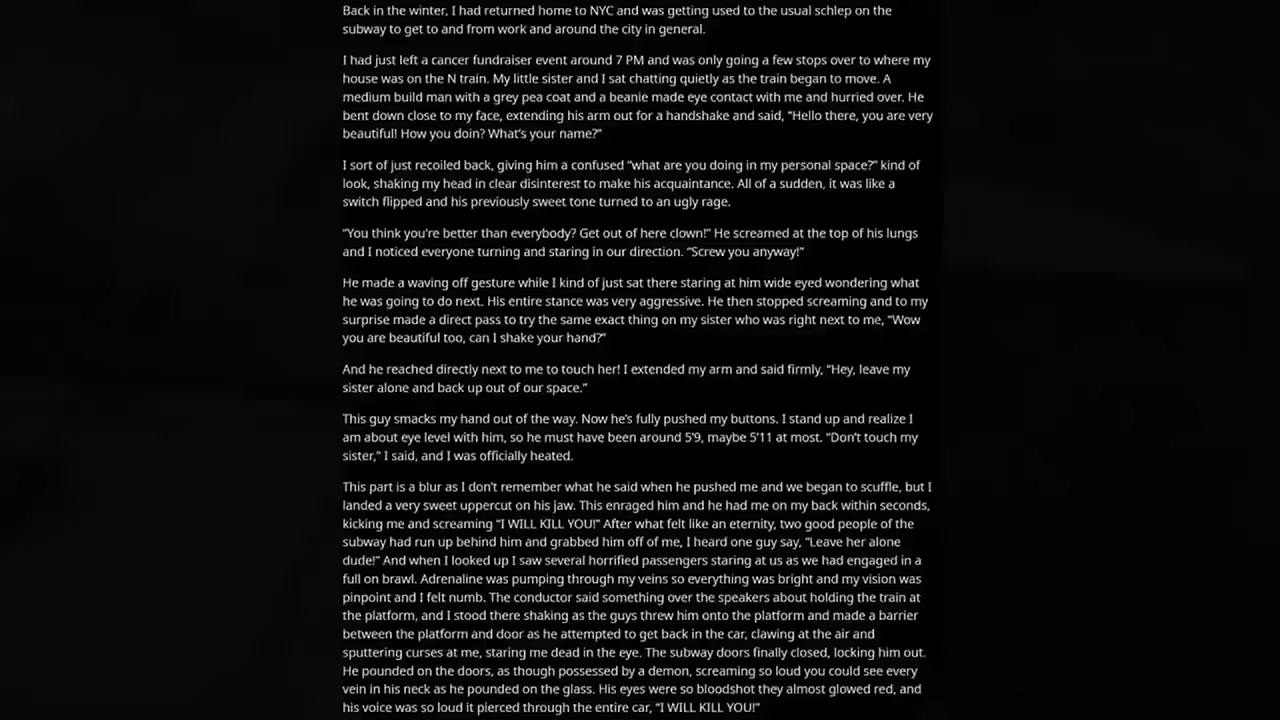 Back in the winter, I had returned home to NYC and was getting used to the usual schlep on the
subway to get to and from work and around the city in general.
I had just left a cancer fundraiser event around 7 PM and was only going a few stops over to where my
house was on the N train. My little sister and I sat chatting quietly as the train began to move. A
medium build man with a grey pea coat and a beanie made eye contact with me and hurried over. He
bent down close to my face, extending his arm out for a handshake and said, “Hello there, you are very
beautiful! How you doin? What’s your name?”
I sort of just recoiled back, giving him a confused “what are you doing in my personal space?” kind of
look, shaking my head in clear disinterest to make his acquaintance. All of a sudden, it was like a
switch flipped and his previously sweet tone turned to an ugly rage.
“You think you’re better than everybody? Get out of here clown!” He screamed at the top of his lungs
and I noticed everyone turning and staring in our direction. “Screw you anyway!”
He made a waving off gesture while I kind of just sat there staring at him wide eyed wondering what
he was going to do next. His entire stance was very aggressive. He then stopped screaming and to my
surprise made a direct pass to try the same exact thing on my sister who was right next to me, “Wow
you are beautiful too, can I shake your hand?”
And he reached directly next to me to touch her! I extended my arm and said firmly, “Hey, leave my
sister alone and back up out of our space.”
This guy smacks my hand out of the way. Now he’s fully pushed my buttons. I stand up and realize I
am about eye level with him, so he must have been around 5’9, maybe 5’11 at most. “Don’t touch my
sister,” I said, and I was officially heated.
This part is a blur as I don’t remember what he said when he pushed me and we began to scuffle, but I
landed a very sweet uppercut on his jaw. This enraged him and he had me on my back within seconds,
kicking me and screaming “I WILL KILL YOU!” After what felt like an eternity, two good people of the
subway had run up behind him and grabbed him off of me, I heard one guy say, “Leave her alone
dude!” And when I looked up I saw several horrified passengers staring at us as we had engaged in a
full on brawl. Adrenaline was pumping through my veins so everything was bright and my vision was
pinpoint and I felt numb. The conductor said something over the speakers about holding the train at
the platform, and I stood there shaking as the guys threw him onto the platform and made a barrier
between the platform and door as he attempted to get back in the car, clawing at the air and
sputtering curses at me, staring me dead in the eye. The subway doors finally closed, locking him out.
He pounded on the doors, as though possessed by a demon, screaming so loud you could see every
vein in his neck as he pounded on the glass. His eyes were so bloodshot they almost glowed red, and
his voice was so loud it pierced through the entire car, “I WILL KILL YOU!”